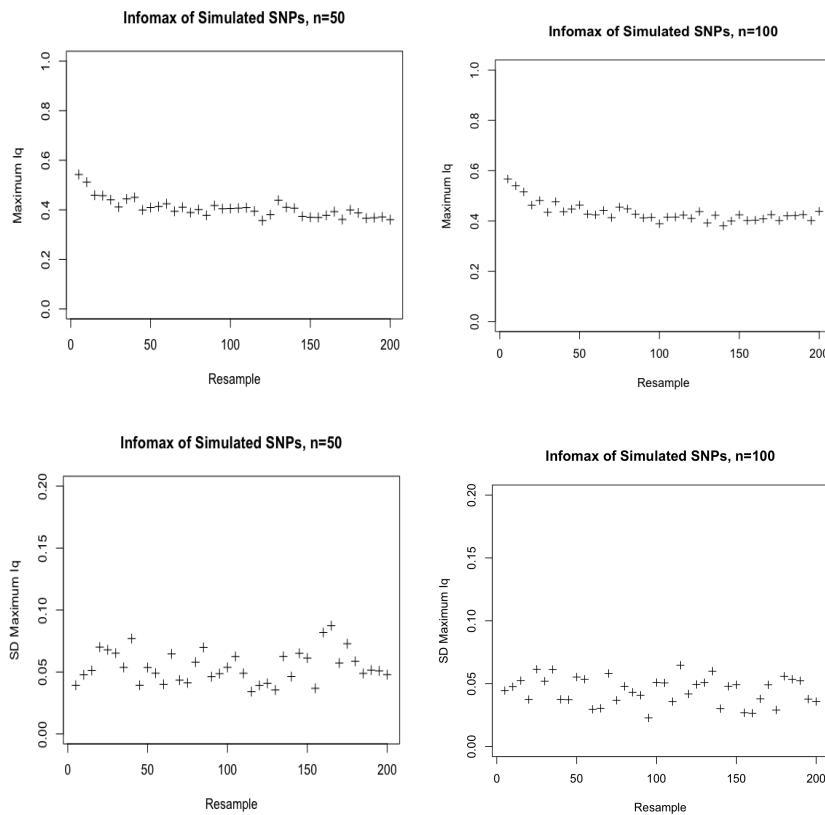 Infomax of Simulated SNPs, n=50
Maximum Iq
0.0 0.2 0.4 0.6 0.8 1.0
0 50 100 150 200
Resample
Infomax of Simulated SNPs, n=100
Maximum Iq
0.0 0.2 0.4 0.6 0.8 1.0
0 50 100 150 200
Resample
Infomax of Simulated SNPs, n=50
SD Maximum Iq
0.00 0.05 0.10 0.15 0.20
0 50 100 150 200
Resample
Infomax of Simulated SNPs, n=100
SD Maximum Iq
0.00 0.05 0.10 0.15 0.20
0 50 100 150 200
Resample